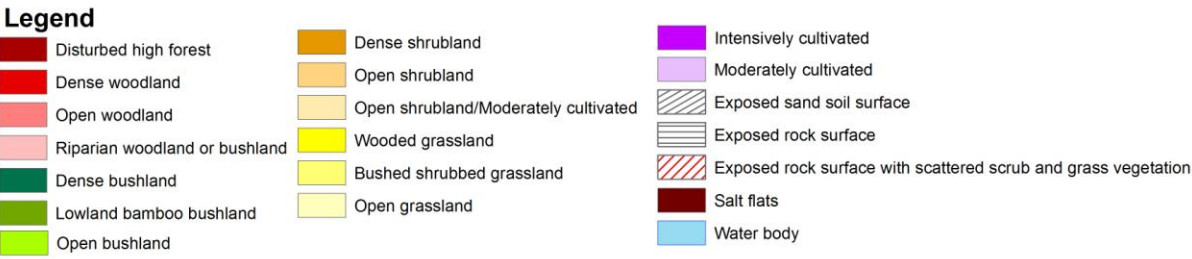 Legend
Disturbed high forest
Dense woodland
Open woodland
Riparian woodland or bushland
Dense bushland
Lowland bamboo bushland
Open bushland
Dense shrubland
Open shrubland
Open shrubland/Moderately cultivated
Wooded grassland
Bushed shrubbed grassland
Open grassland
Intensively cultivated
Moderately cultivated
Exposed sand soil surface
Exposed rock surface
Exposed rock surface with scattered scrub and grass vegetation
Salt flats
Water body